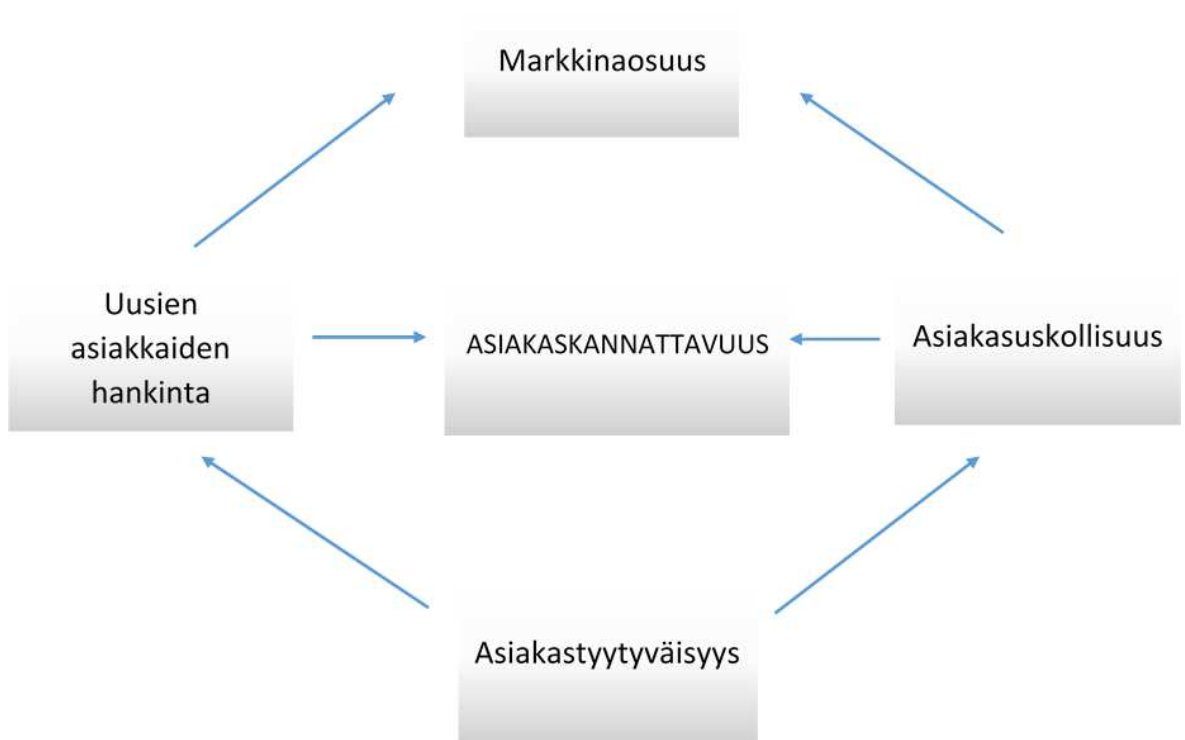 Markkinaosuus
Uusien
asiakkaiden
hankinta
ASIAKASKANNATTAVUUS
Asiakasuskollisuus
Asiakastyytyväisyys